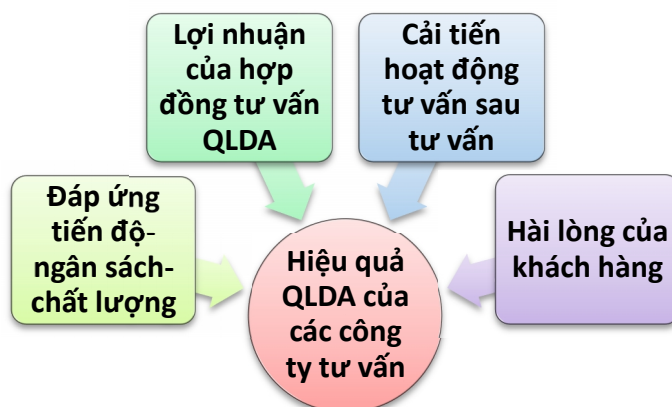 Lợi nhuận
của hợp
đồng tư vấn
QLDA
Cải tiến
hoạt động
tư vấn sau
tư vấn
Đáp ứng
tiến độ-
ngân sách-
chất lượng
Hiệu quả
QLDA của
các công
ty tư vấn
Hài lòng của
khách hàng